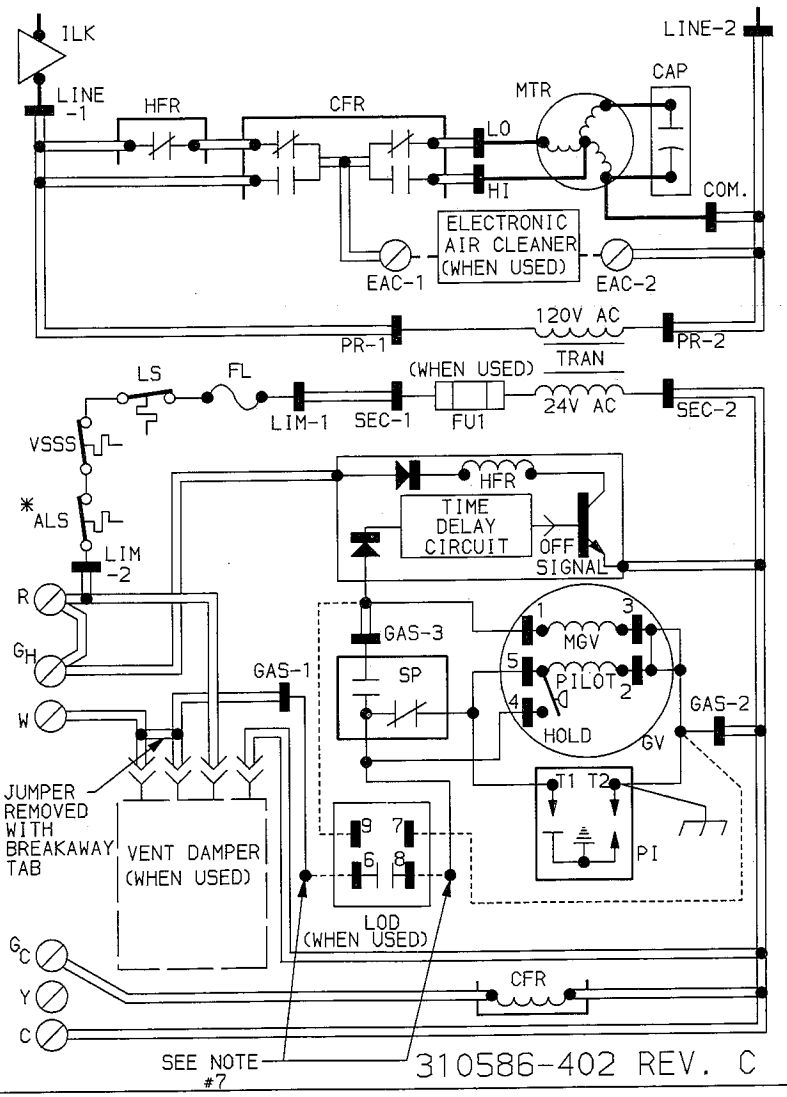 ILK
LINE-2
LINE
-1
HFR
CFR
MTR
CAP
LO
HI
COM.
ELECTRONIC
AIR CLEANER
(WHEN USED)
EAC-1
EAC-2
120V AC
PR-1
TRAN
PR-2
(WHEN USED)
LS
FL
LIM-1
SEC-1
FU1
24V AC
SEC-2
VSSS
HFR
*
ALS
TIME
DELAY
CIRCUIT
OFF
SIGNAL
LIM
-2
R
GH
W
GAS-3
GAS-1
SP
1
3
MGV
5
PILOT
2
4
HOLD
GV
GAS-2
JUMPER
REMOVED
WITH
BREAKAWAY
TAB
T1 T2
PI
VENT DAMPER
(WHEN USED)
9 7
6 8
LOD
(WHEN USED)
GC
Y
C
CFR
SEE NOTE
#7
310586-402 REV. C